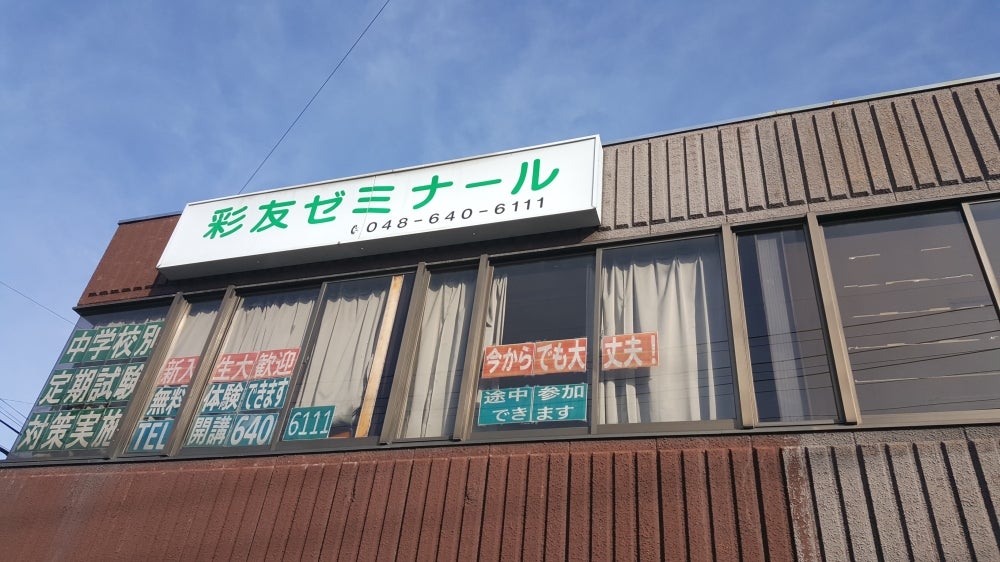 彩友ゼミナール
048-640-6111
中学校別
定期試験
対策実施
新入生大歓迎
無料体験できます
TEL 開講640 6111
今からでも大丈夫!
途中参加
できます